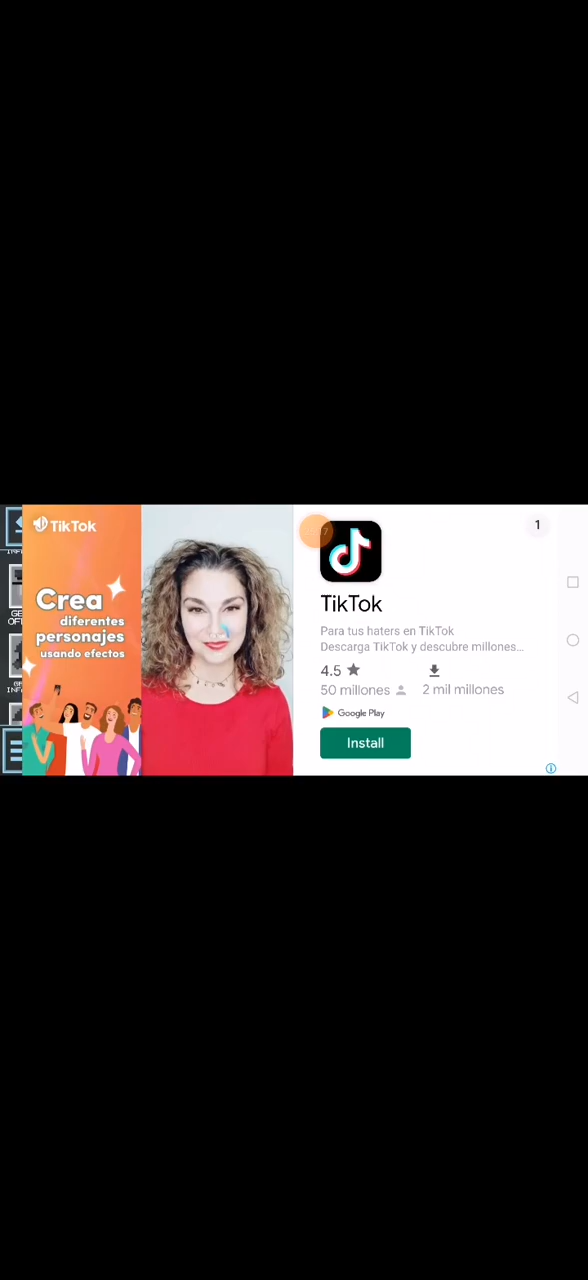 TikTok
Crea
diferentes
personajes
usando efectos
1
TikTok
Para tus haters en TikTok
Descarga TikTok y descubre millones...
4.5
50 millones
2 mil millones
Google Play
Install